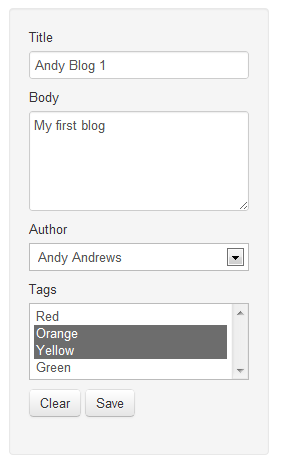 Title
Andy Blog 1
Body
My first blog
Author
Andy Andrews
Tags
Red
Orange
Yellow
Green
Clear Save